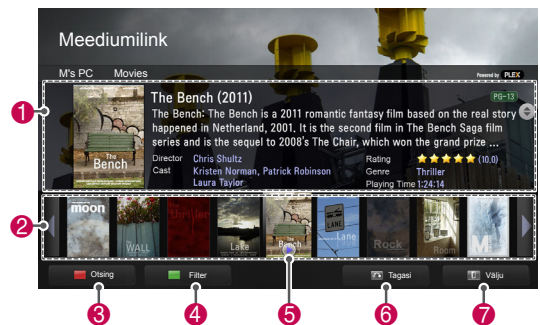 Meediumilink
M's PC Movies
Powered by PLEX
The Bench (2011)
PG-13
The Bench: The Bench is a 2011 romantic fantasy film based on the real story
happened in Netherland, 2001. It is the second film in The Bench Saga film
series and is the sequel to 2008's The Chair, which won the grand prize ...
Director Chris Shultz
Cast Kristen Norman, Patrick Robinson
Laura Taylor
Rating (10,0)
Genre Thriller
Playing Time 1:24:14
The
Bench
1
2
moon
The
WALL
Thriller
Lake
Bench
LANE
Lane
Rock
Room
M
Otsing
Filter
Tagasi
Välju
3
4
5
6
7